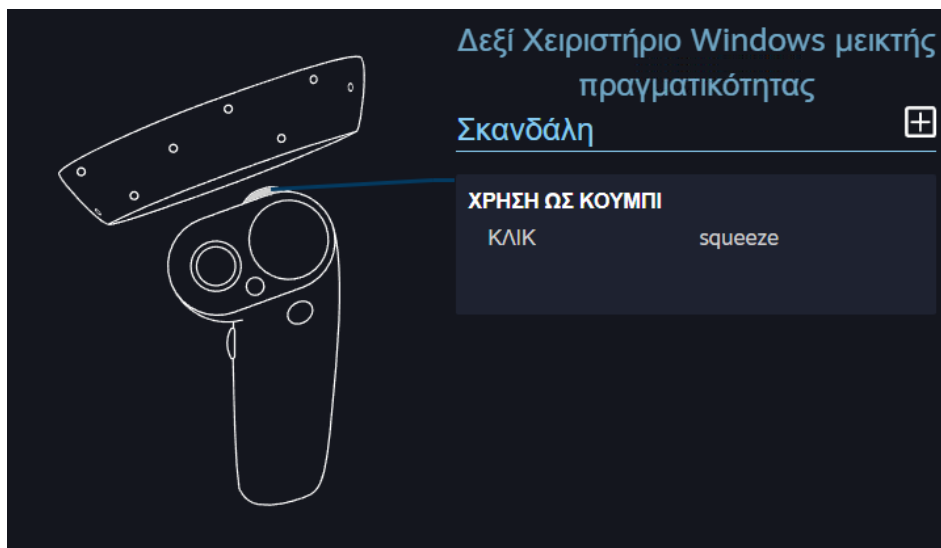 Δεξί Χειριστήριο Windows μεικτής
πραγματικότητας
Σκανδάλη
ΧΡΗΣΗ ΩΣ ΚΟΥΜΠΙ
ΚΛΙΚ squeeze